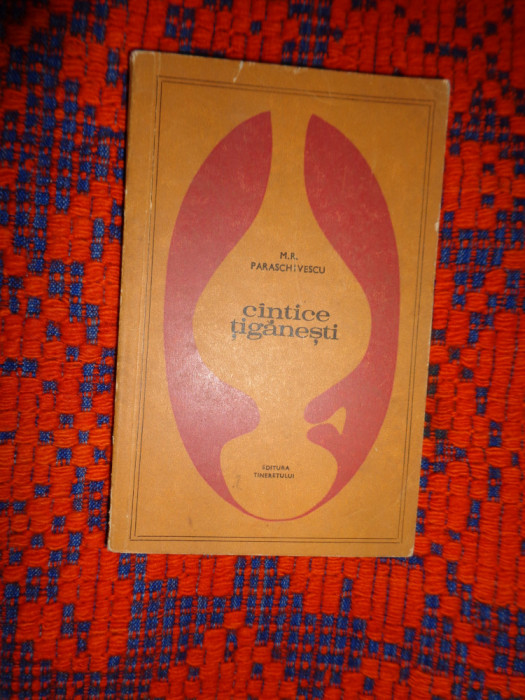 M.R.
PARASCHIVESCU
cîntice
țigănești
EDITURA
TINERETULUI